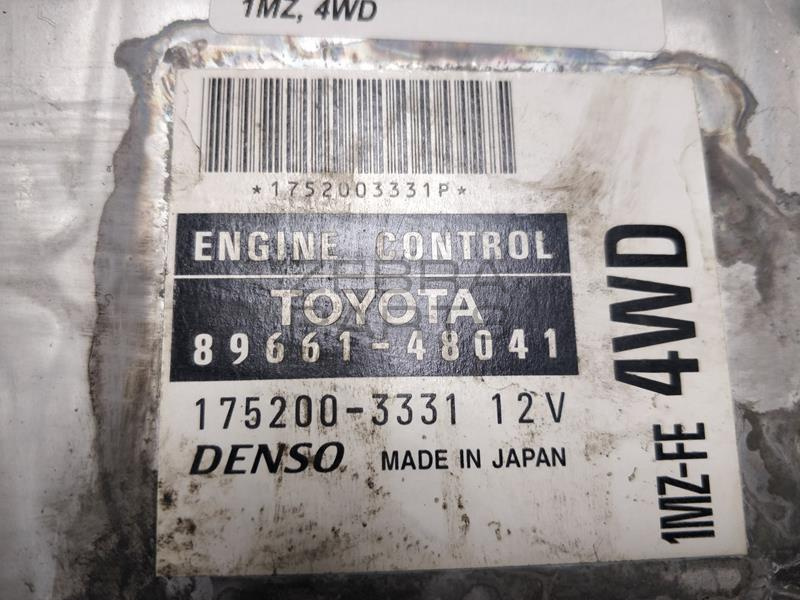 1MZ, 4WD
*1752003331P*
ENGINE CONTROL
TOYOTA
89661-48041
175200-3331 12V
DENSO MADE IN JAPAN
1MZ-FE 4WD